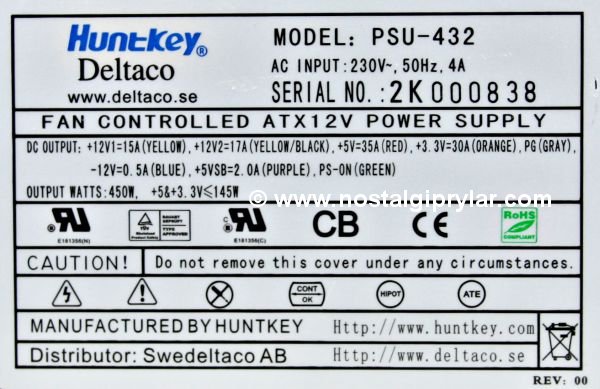 HUNTKEY®
Deltaco
www.deltaco.se
MODEL: PSU-432
AC INPUT:230V~,50Hz,4A
SERIAL NO.:2K000838
FAN CONTROLLED ATX12V POWER SUPPLY
DC OUTPUT: +12V1=15A(YELLOW), +12V2=17A(YELLOW/BLACK), +5V=35A(RED), +3.3V=30A(ORANGE), PG(GRAY),
-12V=0.5A(BLUE), +5VSB=2.0A(PURPLE), PS-ON(GREEN)
OUTPUT WATTS:450W, +5&+3.3V≤145W
© www.nostalgiprylar.com
E181356(N)
TYPE APPROVED
E181356(C)
CB
CE
RoHS
COMPLIANT
CAUTION! Do not remove this cover under any circumstances.
CONT
OK
HIPOT
ATE
MANUFACTURED BY HUNTKEY Http://www.huntkey.com
Distributor: Swedeltaco AB Http://www.deltaco.se
REV: 00